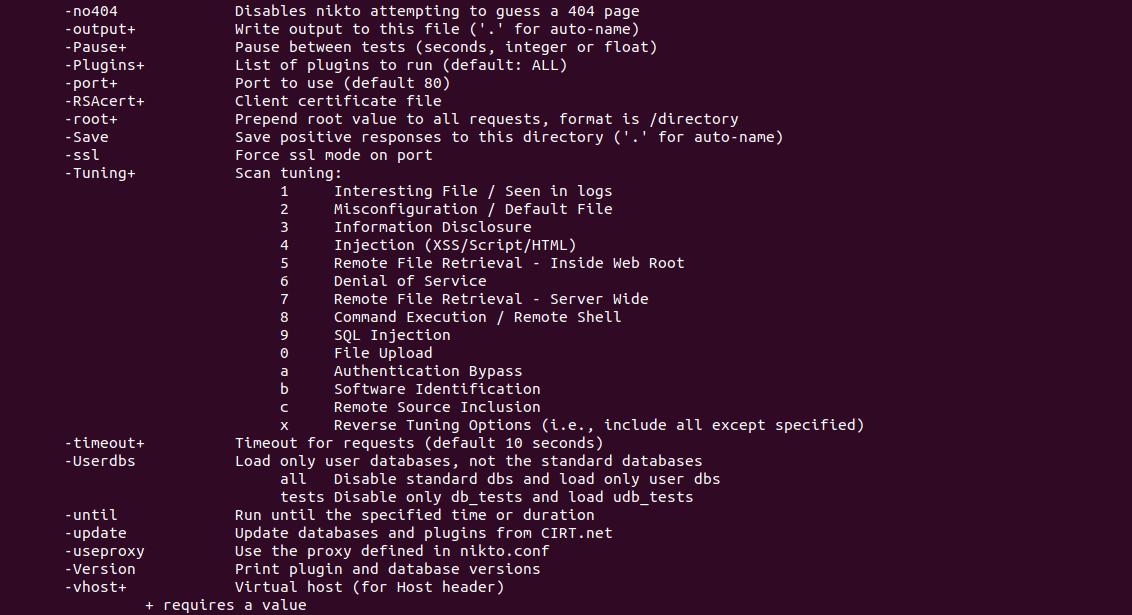 -no404 Disables nikto attempting to guess a 404 page
-output+ Write output to this file ('.' for auto-name)
-Pause+ Pause between tests (seconds, integer or float)
-Plugins+ List of plugins to run (default: ALL)
-port+ Port to use (default 80)
-RSAcert+ Client certificate file
-root+ Prepend root value to all requests, format is /directory
-Save Save positive responses to this directory ('.' for auto-name)
-ssl Force ssl mode on port
-Tuning+ Scan tuning:
1 Interesting File / Seen in logs
2 Misconfiguration / Default File
3 Information Disclosure
4 Injection (XSS/Script/HTML)
5 Remote File Retrieval - Inside Web Root
6 Denial of Service
7 Remote File Retrieval - Server Wide
8 Command Execution / Remote Shell
9 SQL Injection
0 File Upload
a Authentication Bypass
b Software Identification
c Remote Source Inclusion
x Reverse Tuning Options (i.e., include all except specified)
-timeout+ Timeout for requests (default 10 seconds)
-Userdbs Load only user databases, not the standard databases
all Disable standard dbs and load only user dbs
tests Disable only db_tests and load udb_tests
-until Run until the specified time or duration
-update Update databases and plugins from CIRT.net
-useproxy Use the proxy defined in nikto.conf
-Version Print plugin and database versions
-vhost+ Virtual host (for Host header)
+ requires a value